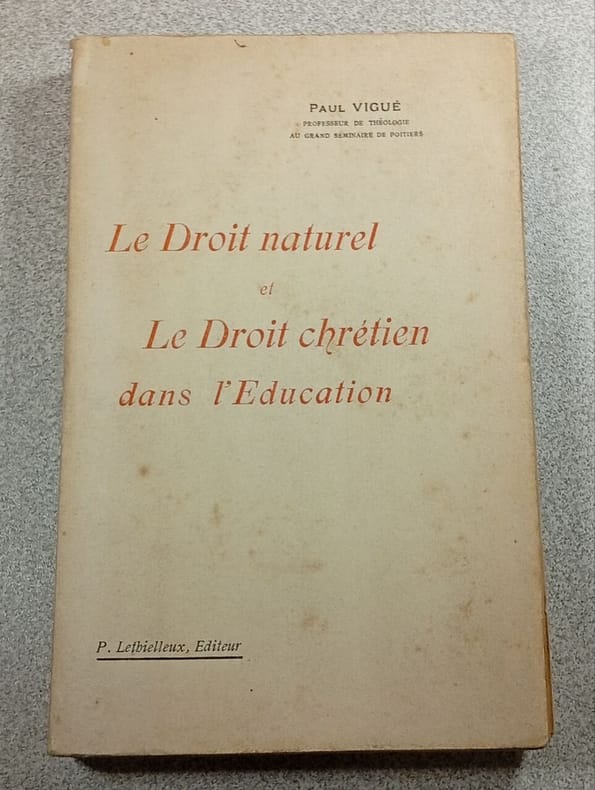 PAUL VIGUÉ
PROFESSEUR DE THÉOLOGIE
AU GRAND SÉMINAIRE DE POITIERS
Le Droit naturel
et
Le Droit chrétien
dans l'Education
P. Lethielleux, Editeur